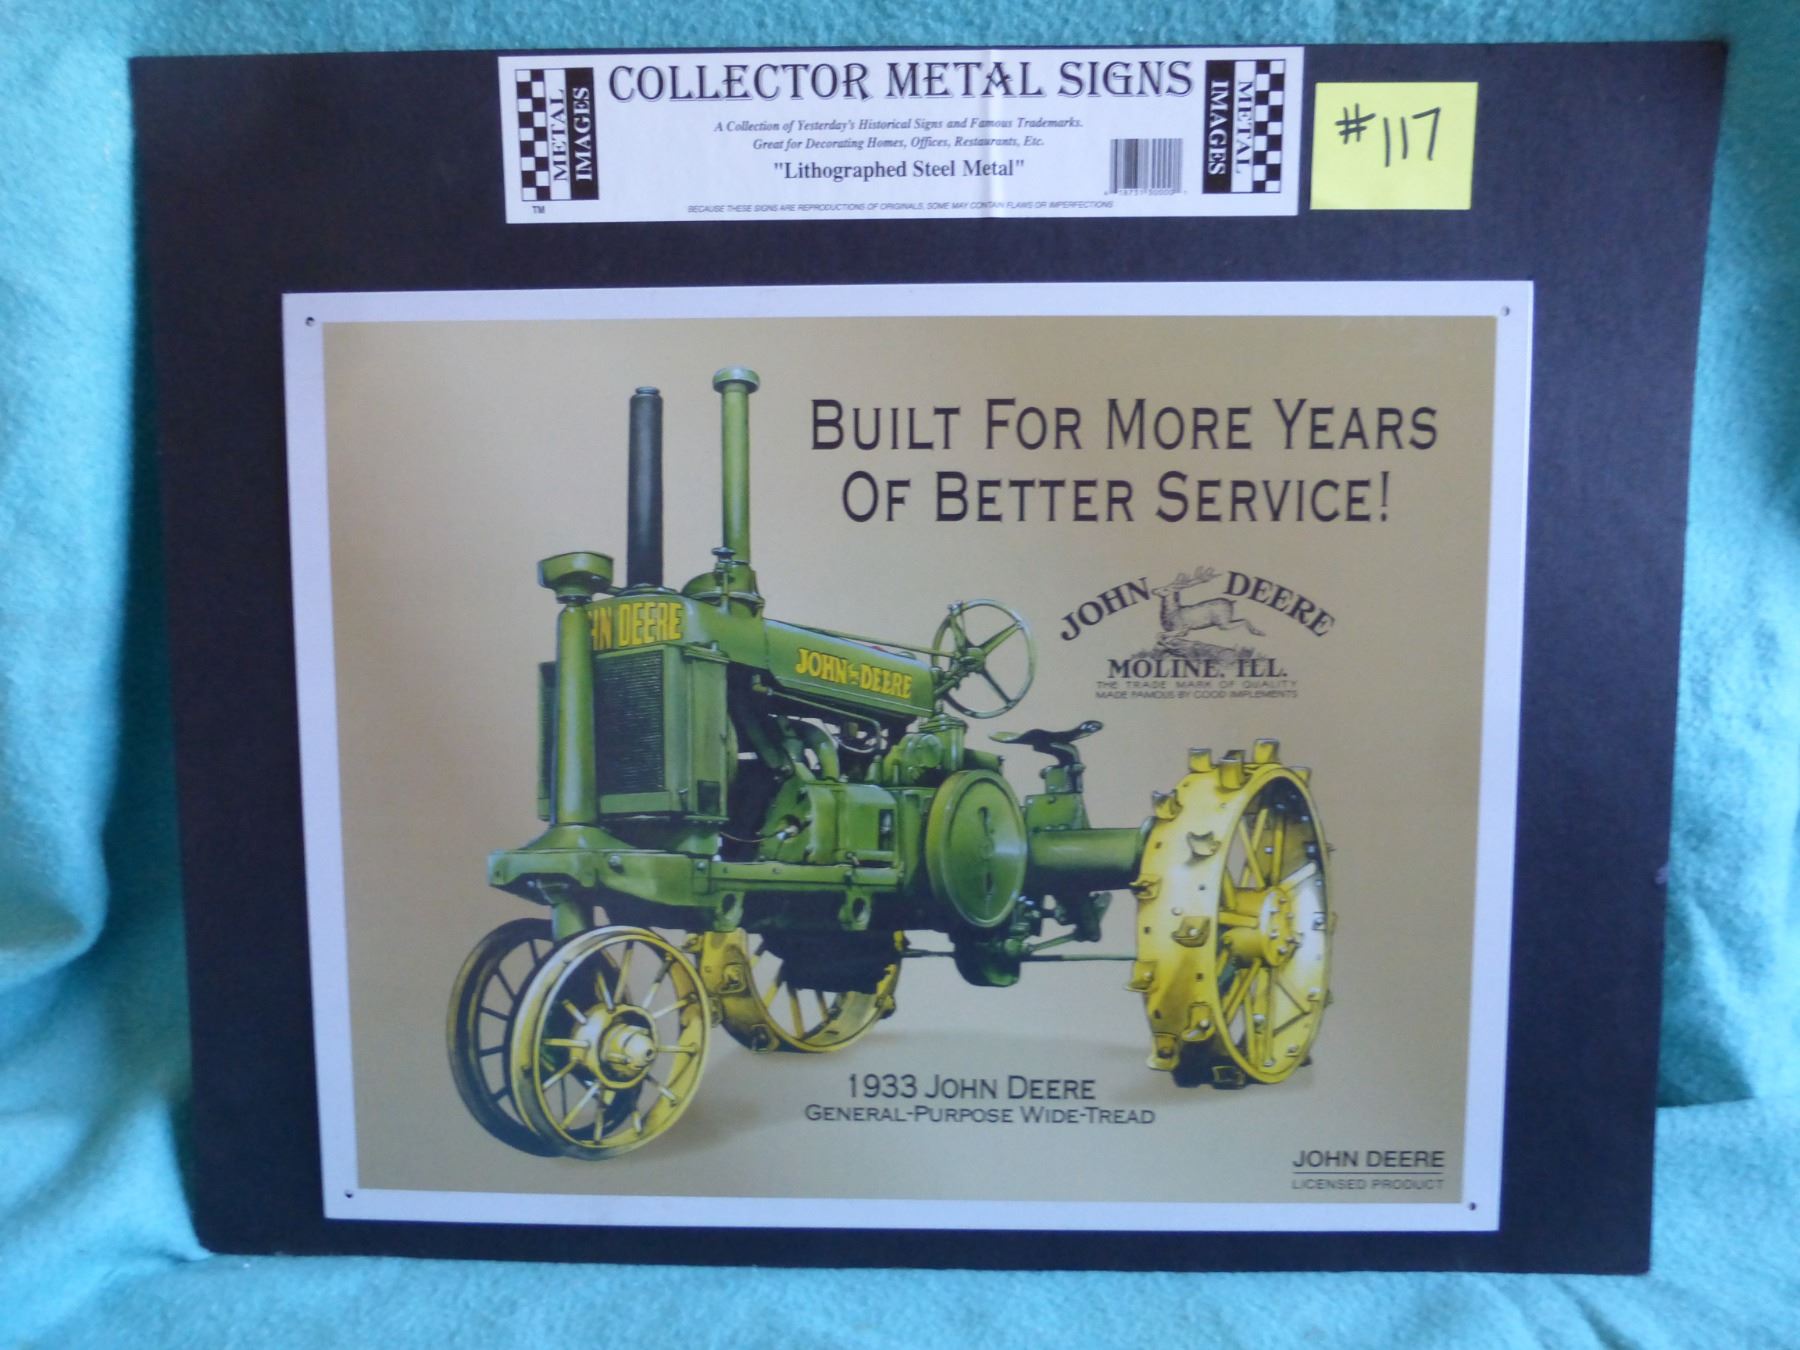 COLLECTOR METAL SIGNS
METAL IMAGES
A Collection of Yesterday's Historical Signs and Famous Trademarks.
Great for Decorating Homes, Offices, Restaurants, Etc.
"Lithographed Steel Metal"
BECAUSE THESE SIGNS ARE REPRODUCTIONS OF ORIGINALS, SOME MAY CONTAIN FLAWS OR IMPERFECTIONS
TM
METAL IMAGES
#117
BUILT FOR MORE YEARS
OF BETTER SERVICE!
JOHN DEERE
MOLINE, ILL.
THE TRADE MARK OF QUALITY
MADE FAMOUS BY GOOD IMPLEMENTS
HN DEERE
JOHN DEERE
1933 JOHN DEERE
GENERAL-PURPOSE WIDE-TREAD
JOHN DEERE
LICENSED PRODUCT